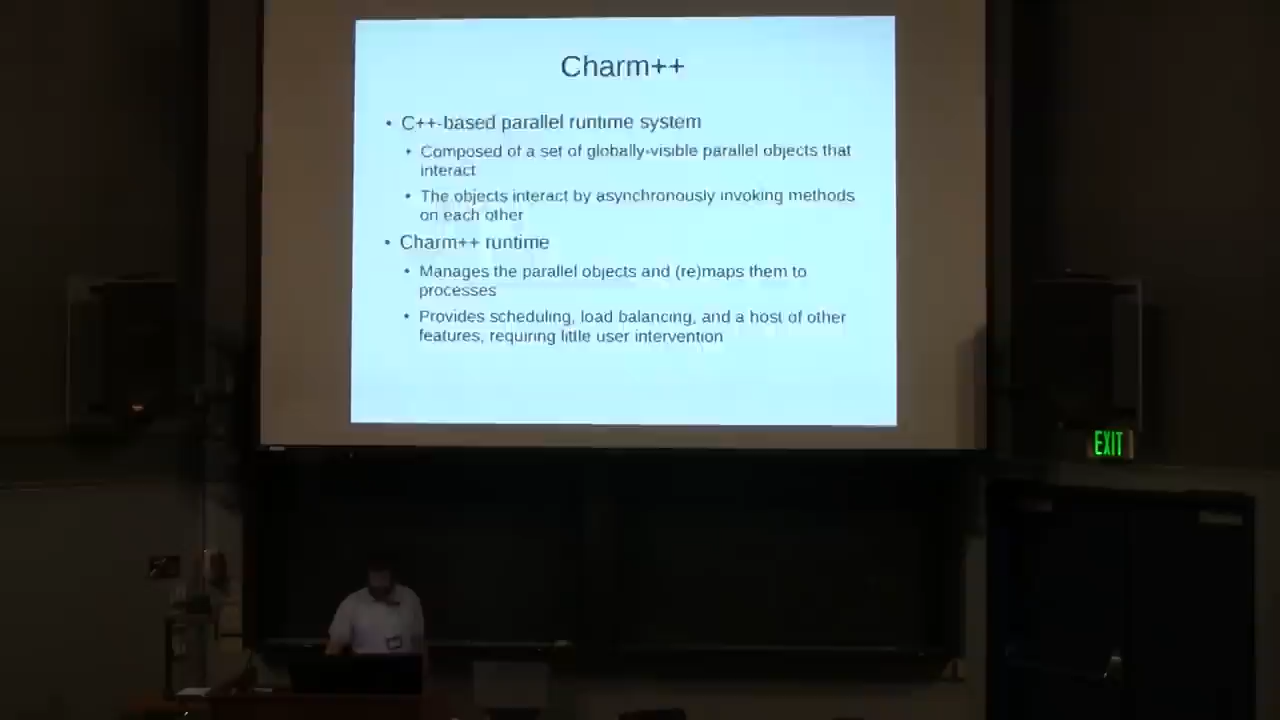 Charm++
• C++-based parallel runtime system
• Composed of a set of globally-visible parallel objects that
interact
• The objects interact by asynchronously invoking methods
on each other
• Charm++ runtime
• Manages the parallel objects and (re)maps them to
processes
• Provides scheduling, load balancing, and a host of other
features, requiring little user intervention
EXIT